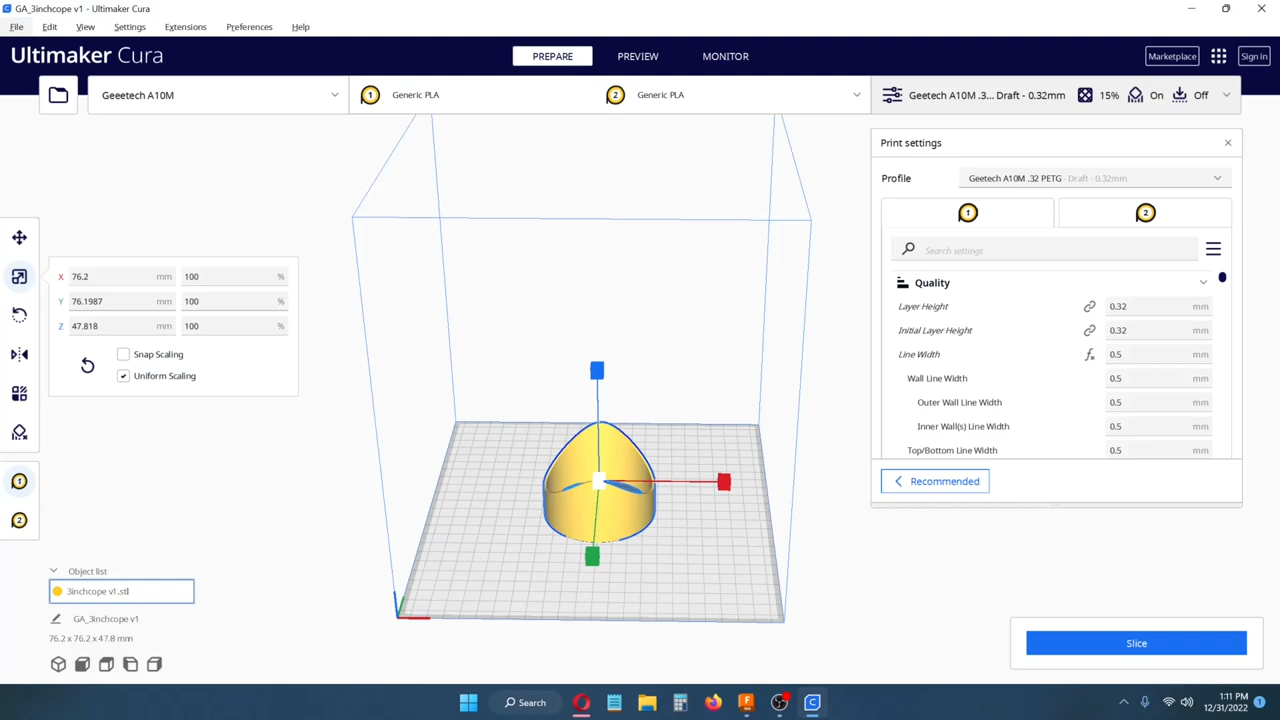 GA_3inchcope v1 - Ultimaker Cura
File Edit View Settings Extensions Preferences Help
Ultimaker Cura
PREPARE PREVIEW MONITOR
Marketplace Sign in
Geeetech A10M
1 Generic PLA
2 Generic PLA
Geetech A10M .3... Draft - 0.32mm 15% On Off
Print settings
Profile Geetech A10M .32 PETG - Draft - 0.32mm
1 2
Search settings
Quality
Layer Height 0.32 mm
Initial Layer Height 0.32 mm
Line Width fx 0.5 mm
Wall Line Width 0.5 mm
Outer Wall Line Width 0.5 mm
Inner Wall(s) Line Width 0.5 mm
Top/Bottom Line Width 0.5 mm
Recommended
X 76.2 mm 100 %
Y 76.1987 mm 100 %
Z 47.818 mm 100 %
Snap Scaling
Uniform Scaling
1
2
Object list
3inchcope v1.stl
GA_3inchcope v1
76.2 x 76.2 x 47.8 mm
Slice
Search
1:11 PM
12/31/2022
1